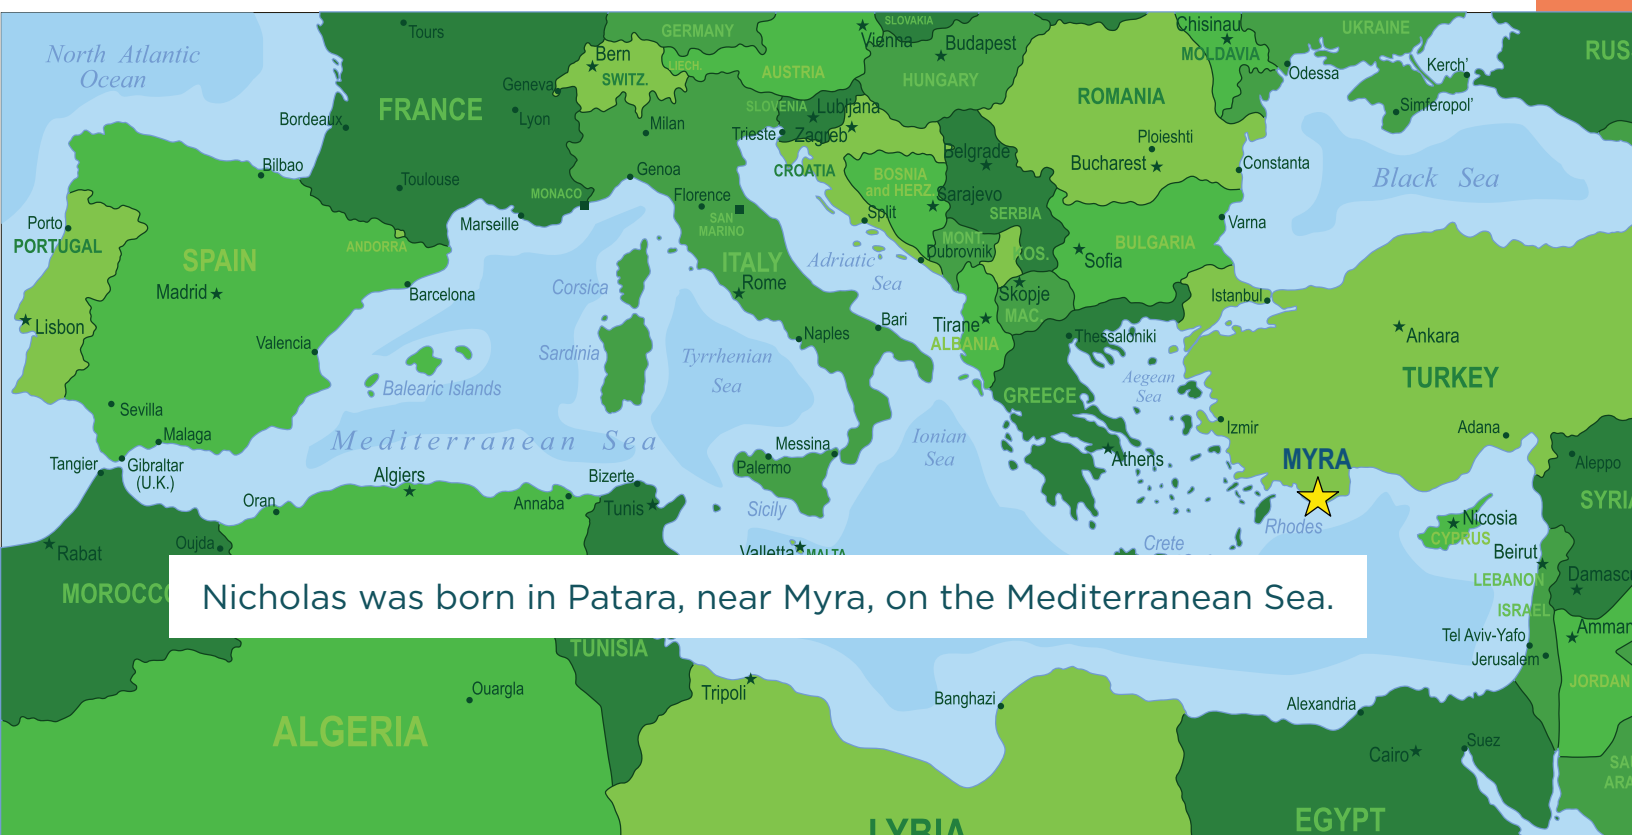 North Atlantic
Ocean
Tours
GERMANY
SLOVAKIA
Vienna
Budapest
Chisinau
MOLDAVIA
UKRAINE
RUS
Bern
SWITZ.
LIECH.
AUSTRIA
HUNGARY
Odessa
Kerch'
Geneva
FRANCE
Lyon
SLOVENIA
Lubljana
ROMANIA
Simferopol'
Bordeaux
Milan
Trieste
Zagreb
Belgrade
Ploieshti
Bucharest
Constanta
Bilbao
Toulouse
MONACO
Genoa
CROATIA
BOSNIA
and HERZ.
Black Sea
Florence
SAN
MARINO
Sarajevo
SERBIA
Porto
PORTUGAL
SPAIN
ANDORRA
Marseille
Split
Varna
ITALY
Adriatic
Sea
MONT.
Dubrovnik
KOS.
BULGARIA
Sofia
Madrid
Barcelona
Corsica
Rome
Skopje
MAC.
Istanbul
Lisbon
Valencia
Sardinia
Naples
Bari
Tirane
ALBANIA
Thessaloniki
Ankara
Balearic Islands
Tyrrhenian
Sea
GREECE
Aegean
Sea
TURKEY
Sevilla
Malaga
Mediterranean Sea
Messina
Palermo
Ionian
Sea
Izmir
Adana
Tangier
Gibraltar
(U.K.)
Algiers
Bizerte
Athens
MYRA
Aleppo
Oran
Annaba
Tunis
Sicily
Rhodes
Nicosia
CYPRUS
SYRIA
Rabat
Oujda
Valletta
MALTA
Crete
Beirut
LEBANON
Damascu
MOROCCO
Nicholas was born in Patara, near Myra, on the Mediterranean Sea.
ISRAEL
Tel Aviv-Yafo
Jerusalem
Amman
TUNISIA
Ouargla
Tripoli
Banghazi
Alexandria
JORDAN
ALGERIA
Cairo
Suez
SAU
ARA
LYBIA
EGYPT